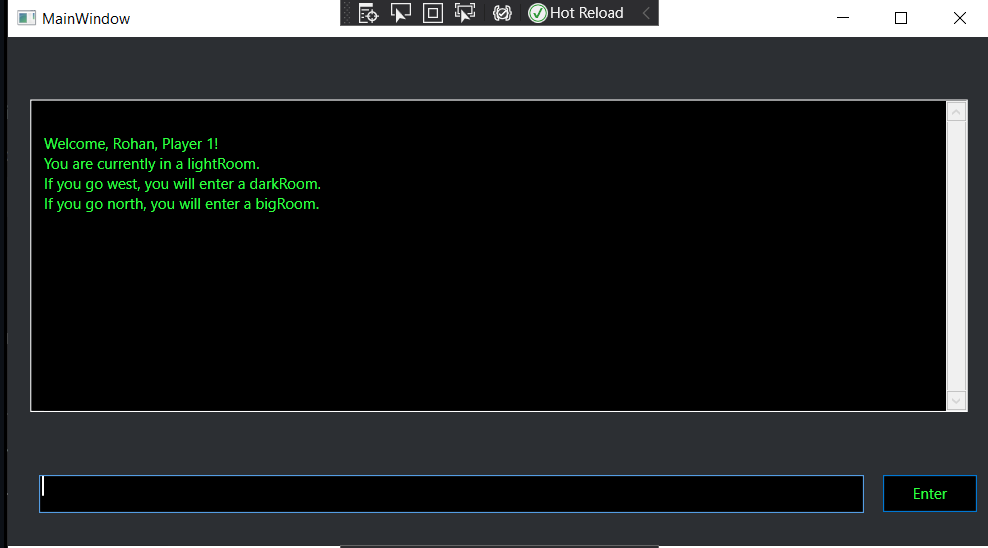 MainWindow
Hot Reload
Welcome, Rohan, Player 1!
You are currently in a lightRoom.
If you go west, you will enter a darkRoom.
If you go north, you will enter a bigRoom.
Enter